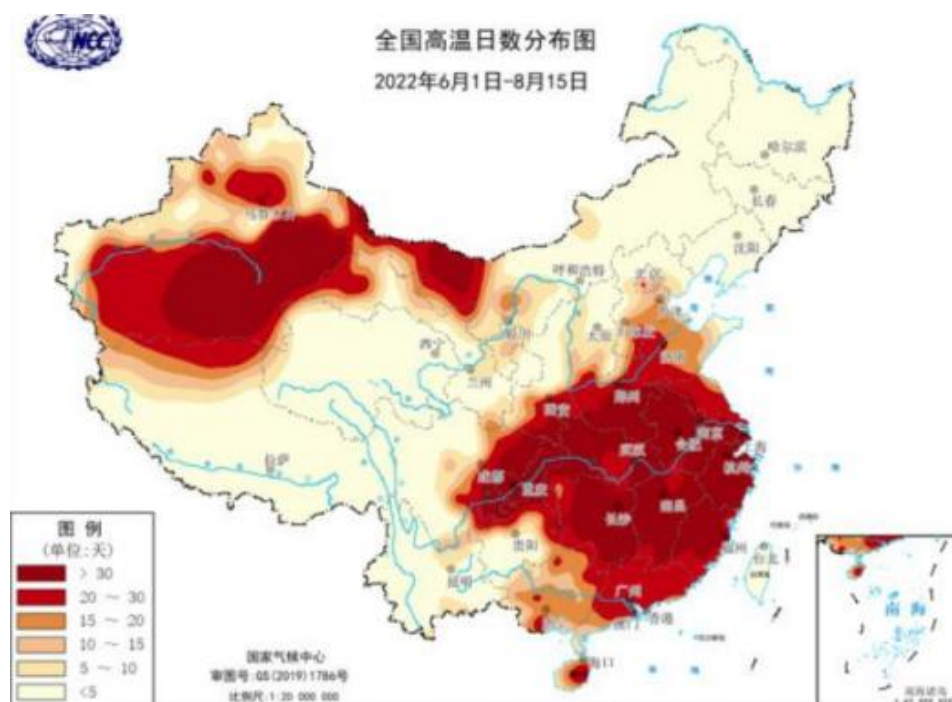 NCC
全国高温日数分布图
2022年6月1日-8月15日
哈尔滨
长春
沈阳
呼和浩特
北京
太原
银川
西宁
兰州
济南
西安
郑州
拉萨
成都
重庆
武汉
合肥
南京
杭州
长沙
南昌
贵阳
福州
台北
昆明
广州
香港
澳门
海口
图 例
(单位:天)
> 30
20 ～ 30
15 ～ 20
10 ～ 15
5 ～ 10
<5
国家气候中心
审图号:GS(2019)1786号
比例尺:1:20 000 000
南 海
南海诸岛